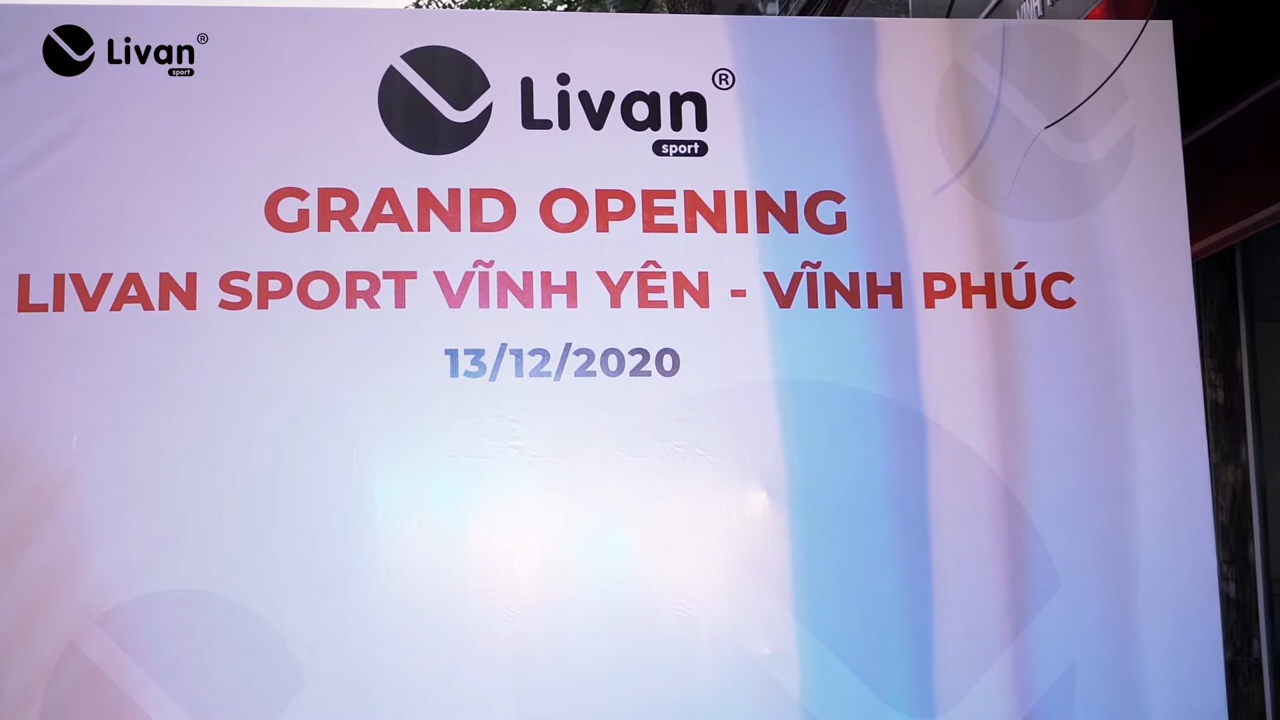 Livan®
sport
Livan®
sport
GRAND OPENING
LIVAN SPORT VĨNH YÊN - VĨNH PHÚC
13/12/2020